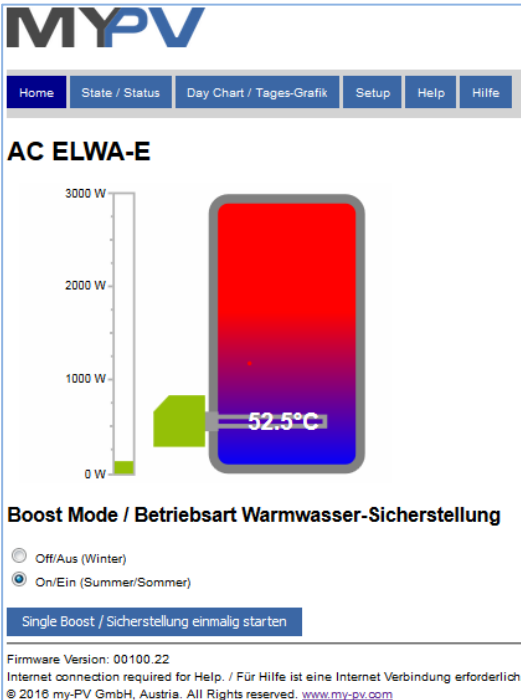 MYPV
Home State / Status Day Chart / Tages-Grafik Setup Help Hilfe
AC ELWA-E
3000 W
2000 W
1000 W
52.5°C
0 W
Boost Mode / Betriebsart Warmwasser-Sicherstellung
Off/Aus (Winter)
On/Ein (Summer/Sommer)
Single Boost / Sicherstellung einmalig starten
Firmware Version: 00100.22
Internet connection required for Help. / Für Hilfe ist eine Internet Verbindung erforderlich
© 2016 my-PV GmbH, Austria. All Rights reserved. www.my-pv.com